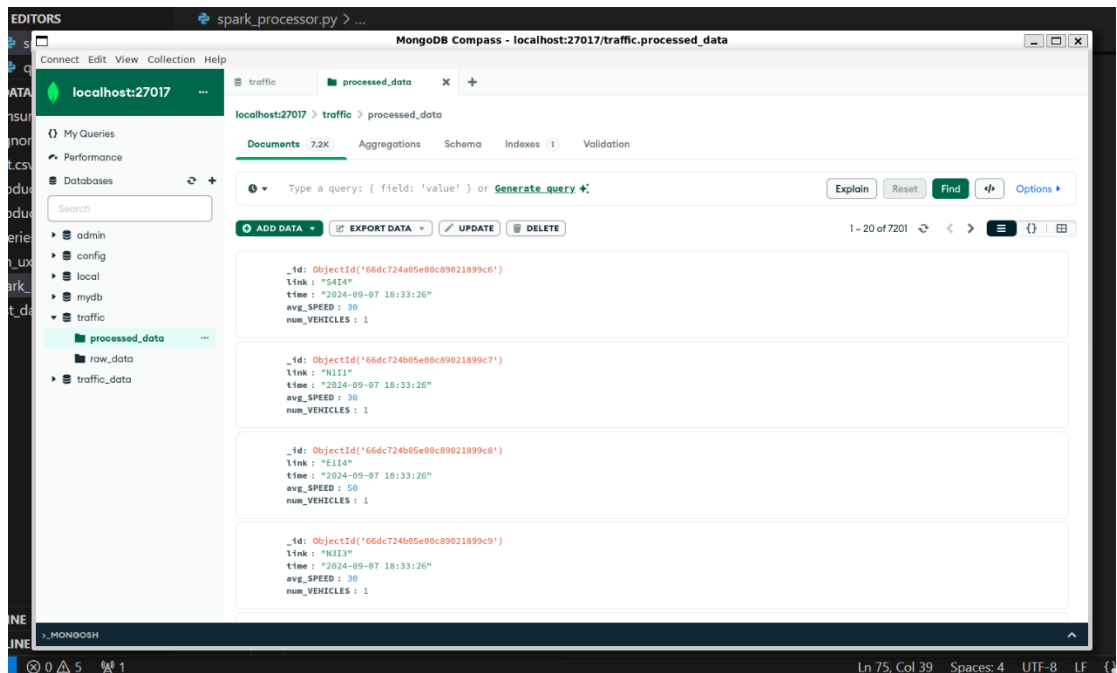 EDITORS
spark_processor.py > ...
MongoDB Compass - localhost:27017/traffic.processed_data
Connect Edit View Collection Help
localhost:27017 ...
traffic
processed_data
localhost:27017 > traffic > processed_data
Documents 7.2K Aggregations Schema Indexes 1 Validation
{} My Queries
Performance
Databases
Search
admin
config
local
mydb
traffic
processed_data ...
raw_data
traffic_data
Type a query: { field: 'value' } or Generate query
Explain Reset Find </> Options
ADD DATA EXPORT DATA UPDATE DELETE
1 – 20 of 7201 {}
_id: ObjectId('66dc724a05e00c89021899c6')
link : "S4I4"
time : "2024-09-07 18:33:26"
avg_SPEED : 30
num_VEHICLES : 1
_id: ObjectId('66dc724b05e00c89021899c7')
link : "N1I1"
time : "2024-09-07 18:33:26"
avg_SPEED : 30
num_VEHICLES : 1
_id: ObjectId('66dc724b05e00c89021899c8')
link : "E1I4"
time : "2024-09-07 18:33:26"
avg_SPEED : 50
num_VEHICLES : 1
_id: ObjectId('66dc724b05e00c89021899c9')
link : "N3I3"
time : "2024-09-07 18:33:26"
avg_SPEED : 30
num_VEHICLES : 1
>_MONGOSH
0 5 1
Ln 75, Col 39 Spaces: 4 UTF-8 LF {